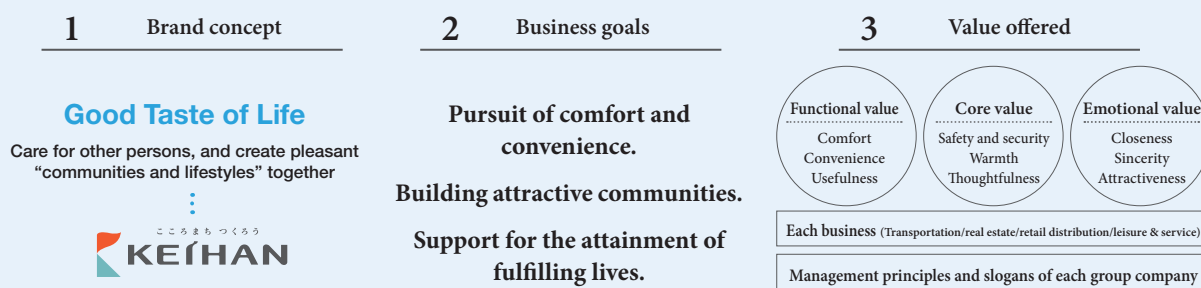 1 Brand concept
Good Taste of Life
Care for other persons, and create pleasant
“communities and lifestyles” together
こころまち つくろう
KEIHAN
2 Business goals
Pursuit of comfort and
convenience.
Building attractive communities.
Support for the attainment of
fulfilling lives.
3 Value offered
Functional value
Comfort
Convenience
Usefulness
Core value
Safety and security
Warmth
Thoughtfulness
Emotional value
Closeness
Sincerity
Attractiveness
Each business (Transportation/real estate/retail distribution/leisure & service)
Management principles and slogans of each group company